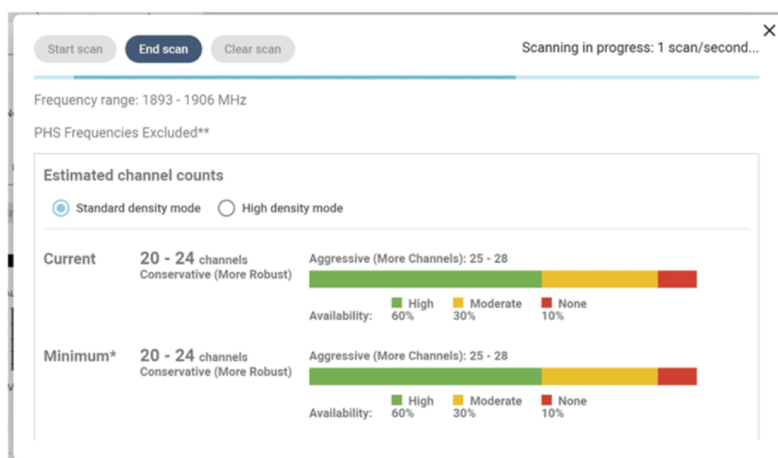 Start scan End scan Clear scan Scanning in progress: 1 scan/second...
Frequency range: 1893 - 1906 MHz
PHS Frequencies Excluded**
Estimated channel counts
Standard density mode High density mode
Current 20 - 24 channels Aggressive (More Channels): 25 - 28
Conservative (More Robust)
High Moderate None
Availability: 60% 30% 10%
Minimum* 20 - 24 channels Aggressive (More Channels): 25 - 28
Conservative (More Robust)
High Moderate None
Availability: 60% 30% 10%